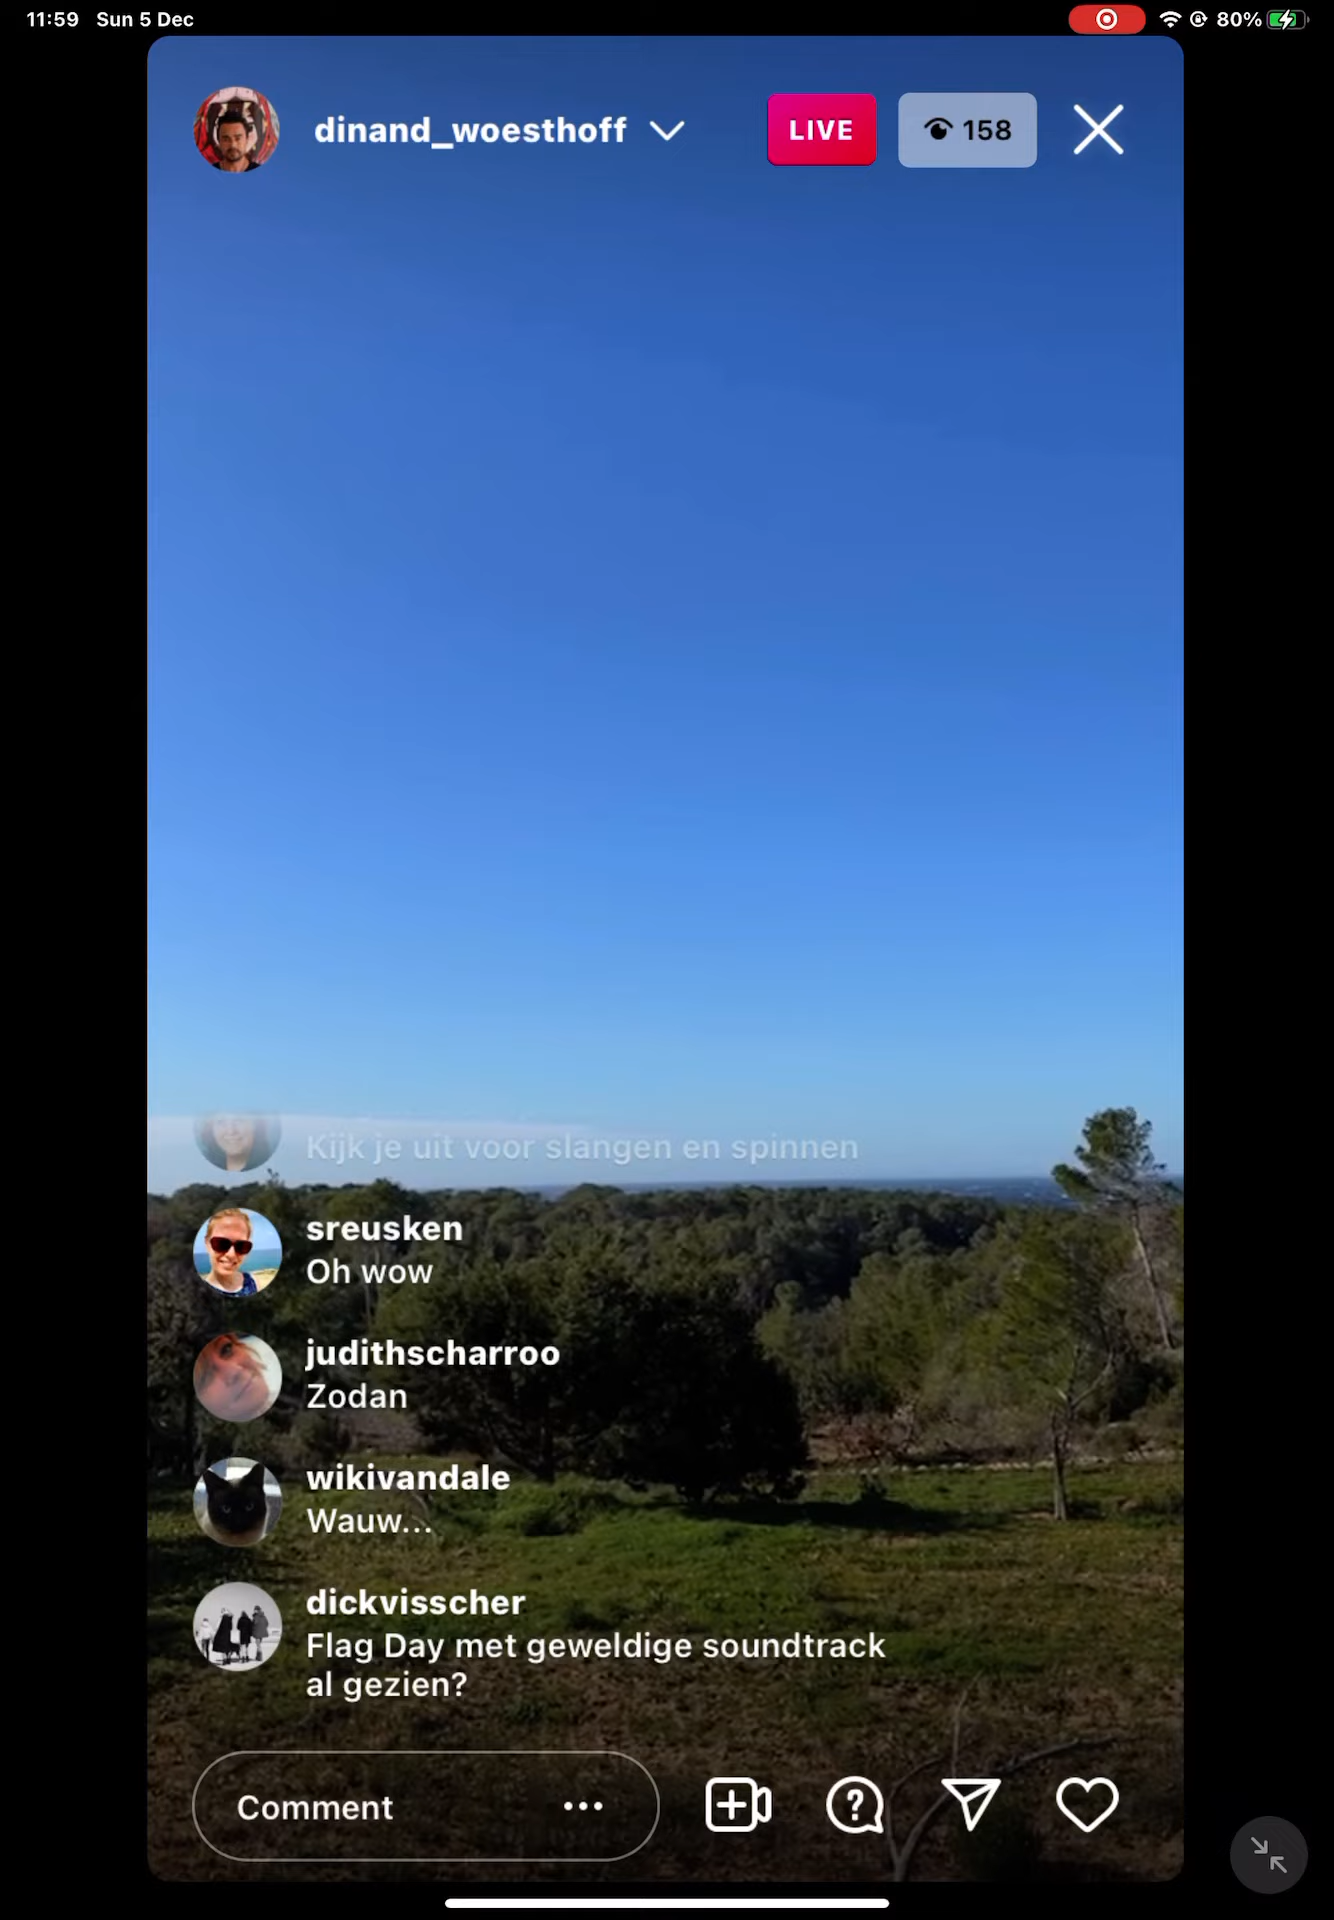 11:59 Sun 5 Dec
80%
dinand_woesthoff
LIVE
158
Kijk je uit voor slangen en spinnen
sreusken
Oh wow
judithscharroo
Zodan
wikivandale
Wauw...
dickvisscher
Flag Day met geweldige soundtrack
al gezien?
Comment